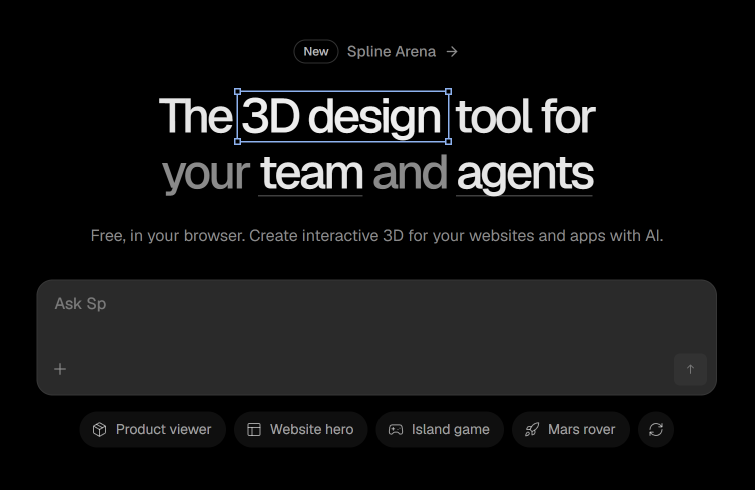 New Spline Arena →
The 3D design tool for
your team and agents
Free, in your browser. Create interactive 3D for your websites and apps with AI.
Ask Sp
Product viewer Website hero Island game Mars rover